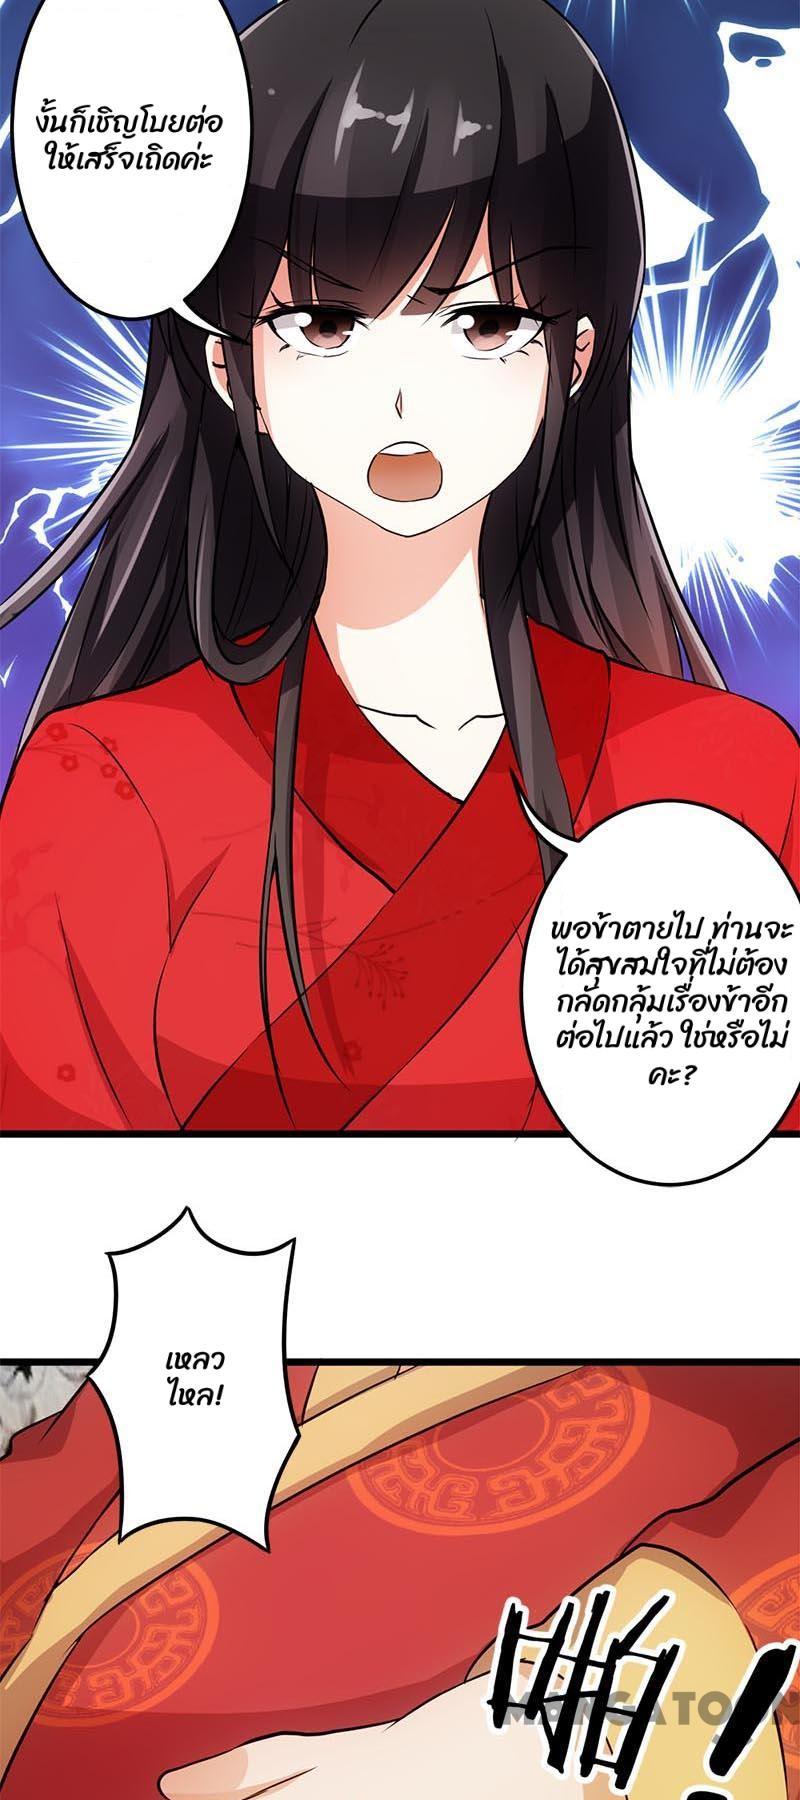 งั้นก็เชิญโบยต่อ
ให้เสร็จเถิดค่ะ
พอข้าตายไป ท่านจะ
ได้สุขสมใจที่ไม่ต้อง
กลัดกลุ้มเรื่องข้าอีก
ต่อไปแล้ว ใช่หรือไม่
คะ?
เหลว
ไหล!
MANGATOON